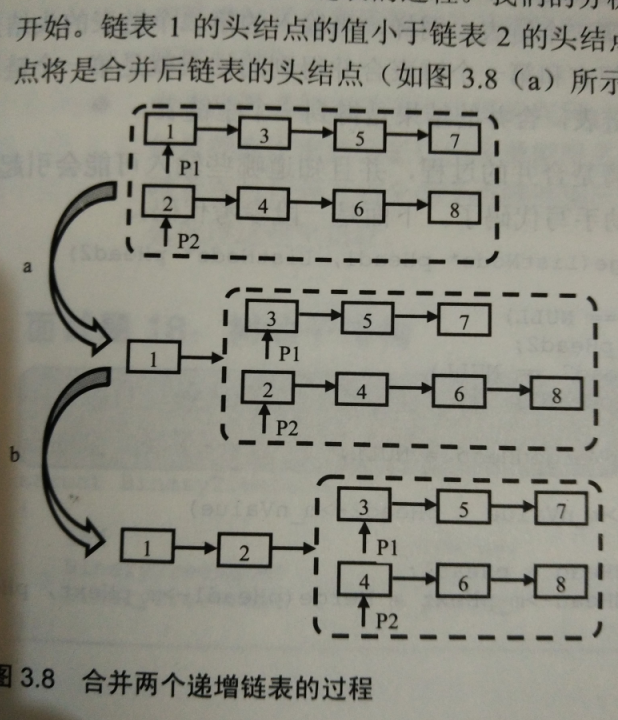 开始。链表 1 的头结点的值小于链表 2 的头结
点将是合并后链表的头结点（如图 3.8（a）所示
1 3 5 7
P1
2 4 6 8
P2
a
3 5 7
P1
1
2 4 6 8
P2
b
3 5 7
P1
1 2
4 6 8
P2
图 3.8 合并两个递增链表的过程